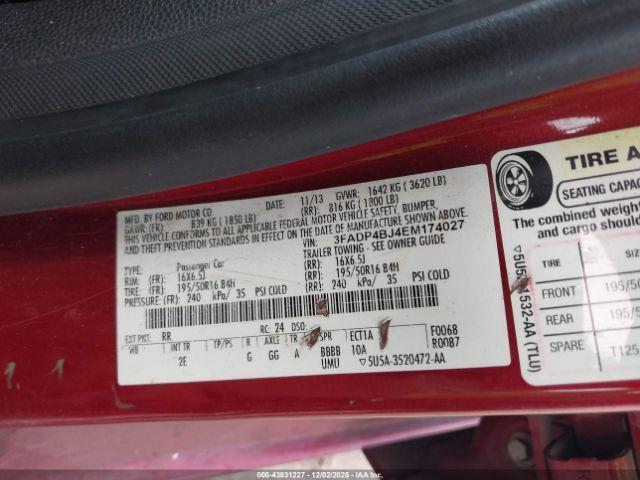 MFD. BY FORD MOTOR CO.
DATE: 11/13 GVWR: 1642 KG ( 3620 LB)
GAWR: (FR): 839 KG ( 1850 LB) (RR): 816 KG ( 1800 LB)
THIS VEHICLE CONFORMS TO ALL APPLICABLE FEDERAL MOTOR VEHICLE SAFETY, BUMPER,
AND THEFT PREVENTION STANDARDS IN EFFECT ON THE DATE OF MANUFACTURE SHOWN ABOVE.
VIN: 3FADP4BJ4EM174027
TYPE: Passenger Car TRAILER TOWING - SEE OWNER GUIDE
RIM: (FR): 16X6.5J (RR): 16X6.5J
TIRE: (FR): 195/50R16 84H (RR): 195/50R16 84H
PRESSURE: (FR): 240 kPa/ 35 PSI COLD (RR): 240 kPa/ 35 PSI COLD
EXT PNT: RR RC: 24 DSO: F0068
WB INT TR TP/PS R AXLE TR SPR ECT1A R0087
2E G GG A BBBB 10A
UMU ▽5U5A-3520472-AA
TIRE A
SEATING CAPACITY
The combined weight
and cargo should
TIRE
FRONT 195/50
REAR 195/5
SPARE T125
1532-AA (TLU)
000-43831227 - 12/02/2025 - IAAI.com